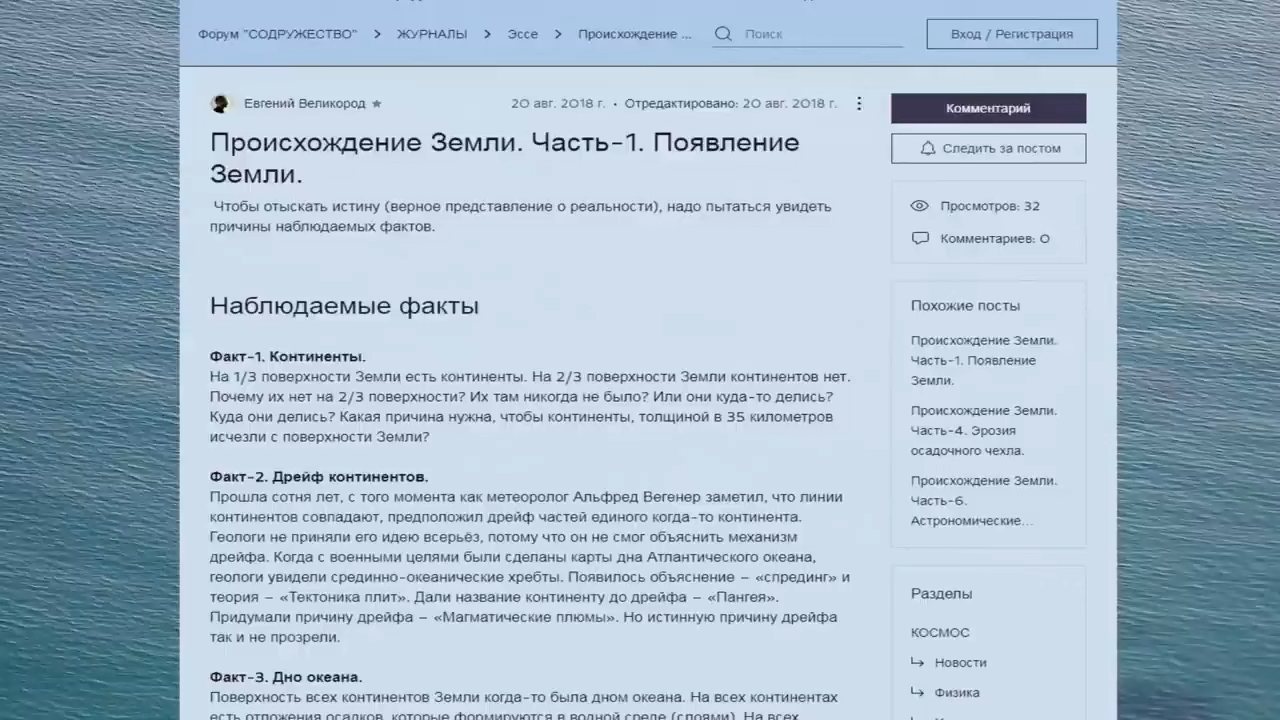 Форум "СОДРУЖЕСТВО" > ЖУРНАЛЫ > Эссе > Происхождение ... Поиск Вход / Регистрация
Евгений Великород 20 авг. 2018 г. · Отредактировано: 20 авг. 2018 г.
Происхождение Земли. Часть-1. Появление
Земли.
Чтобы отыскать истину (верное представление о реальности), надо пытаться увидеть
причины наблюдаемых фактов.
Наблюдаемые факты
Факт-1. Континенты.
На 1/3 поверхности Земли есть континенты. На 2/3 поверхности Земли континентов нет.
Почему их нет на 2/3 поверхности? Их там никогда не было? Или они куда-то делись?
Куда они делись? Какая причина нужна, чтобы континенты, толщиной в 35 километров
исчезли с поверхности Земли?
Факт-2. Дрейф континентов.
Прошла сотня лет, с того момента как метеоролог Альфред Вегенер заметил, что линии
континентов совпадают, предположил дрейф частей единого когда-то континента.
Геологи не приняли его идею всерьёз, потому что он не смог объяснить механизм
дрейфа. Когда с военными целями были сделаны карты дна Атлантического океана,
геологи увидели срединно-океанические хребты. Появилось объяснение – «спрединг» и
теория – «Тектоника плит». Дали название континенту до дрейфа – «Пангея».
Придумали причину дрейфа – «Магматические плюмы». Но истинную причину дрейфа
так и не прозрели.
Факт-3. Дно океана.
Поверхность всех континентов Земли когда-то была дном океана. На всех континентах
есть отложения осадков, которые формируются в водной среде (слоями). На всех
Комментарий
Следить за постом
Просмотров: 32
Комментариев: 0
Похожие посты
Происхождение Земли.
Часть-1. Появление
Земли.
Происхождение Земли.
Часть-4. Эрозия
осадочного чехла.
Происхождение Земли.
Часть-6.
Астрономические...
Разделы
КОСМОС
Новости
Физика